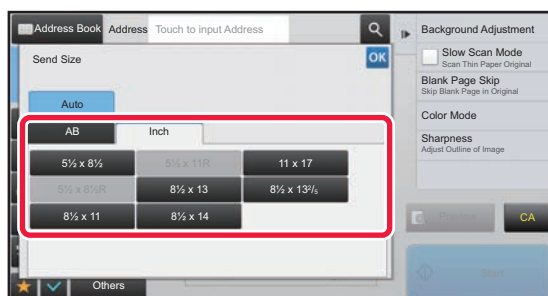 Address Book Address Touch to input Address
Send Size
OK
Auto
AB Inch
5½ x 8½ 5½ x 11R 11 x 17
5½ x 8½R 8½ x 13 8½ x 13²/₅
8½ x 11 8½ x 14
Others
Background Adjustment
Slow Scan Mode
Scan Thin Paper Original
Blank Page Skip
Skip Blank Page in Original
Color Mode
Sharpness
Adjust Outline of Image
Preview CA
Start